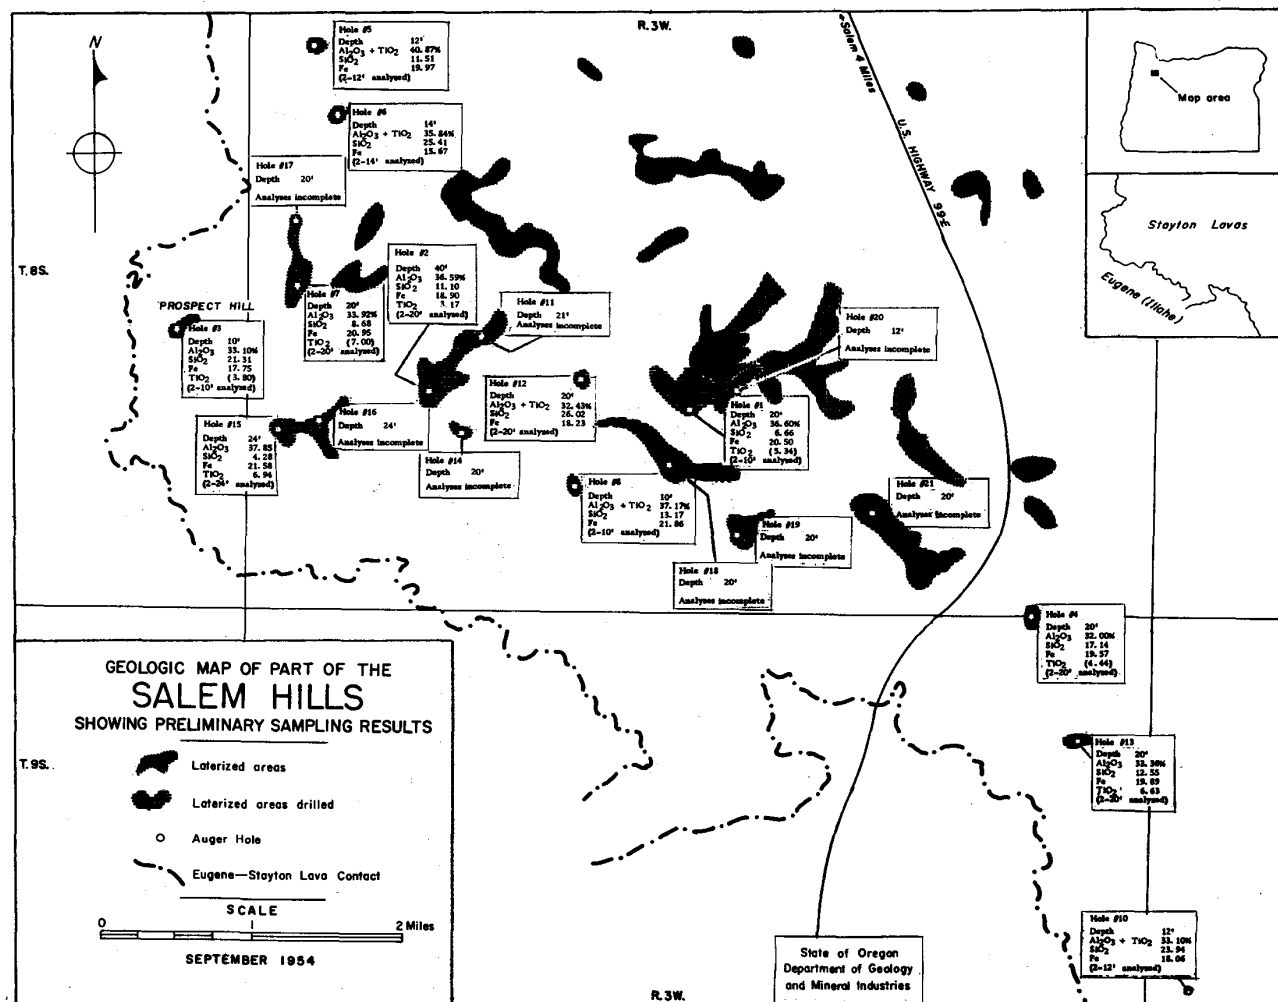 R.3W.
Salem 4 Miles
U.S. HIGHWAY 99-E
N
T.8S.
T.9S.
Map area
Stayton Lavas
Eugene (Illahe)
Hole #5
Depth 12'
Al2O3 + TiO2 40.87%
SiO2 11.51
Fe 19.97
(2-12' analyzed)
Hole #6
Depth 14'
Al2O3 + TiO2 35.84%
SiO2 25.41
Fe 15.67
(2-14' analyzed)
Hole #17
Depth 20'
Analyses incomplete
Hole #2
Depth 40'
Al2O3 36.59%
SiO2 11.10
Fe 18.90
TiO2 3.17
(2-20' analyzed)
Hole #7
Depth 20'
Al2O3 33.92%
SiO2 8.68
Fe 20.95
TiO2 (7.00)
(2-20' analyzed)
Hole #11
Depth 21'
Analyses incomplete
PROSPECT HILL
Hole #3
Depth 10'
Al2O3 33.10%
SiO2 21.31
Fe 17.75
TiO2 (3.80)
(2-10' analyzed)
Hole #20
Depth 12'
Analyses incomplete
Hole #12
Depth 20'
Al2O3 + TiO2 32.43%
SiO2 26.02
Fe 18.23
(2-20' analyzed)
Hole #1
Depth 20'
Al2O3 36.60%
SiO2 6.66
Fe 20.50
TiO2 (5.34)
(2-10' analyzed)
Hole #16
Depth 24'
Analyses incomplete
Hole #15
Depth 24'
Al2O3 37.85
SiO2 4.28
Fe 21.58
TiO2 6.94
(2-24' analyzed)
Hole #14
Depth 20'
Analyses incomplete
Hole #8
Depth 10'
Al2O3 + TiO2 37.17%
SiO2 13.17
Fe 21.86
(2-10' analyzed)
Hole #21
Depth 20'
Analyses incomplete
Hole #19
Depth 20'
Analyses incomplete
Hole #18
Depth 20'
Analyses incomplete
Hole #4
Depth 20'
Al2O3 32.00%
SiO2 17.14
Fe 19.57
TiO2 (4.44)
(2-20' analyzed)
Hole #13
Depth 20'
Al2O3 33.36%
SiO2 12.55
Fe 19.89
TiO2 6.63
(2-20' analyzed)
Hole #10
Depth 12'
Al2O3 + TiO2 33.10%
SiO2 23.94
Fe 18.06
(2-12' analyzed)
GEOLOGIC MAP OF PART OF THE
SALEM HILLS
SHOWING PRELIMINARY SAMPLING RESULTS
Laterized areas
Laterized areas drilled
Auger Hole
Eugene—Stayton Lava Contact
SCALE
0 1 2 Miles
SEPTEMBER 1954
State of Oregon
Department of Geology
and Mineral Industries
R.3W.